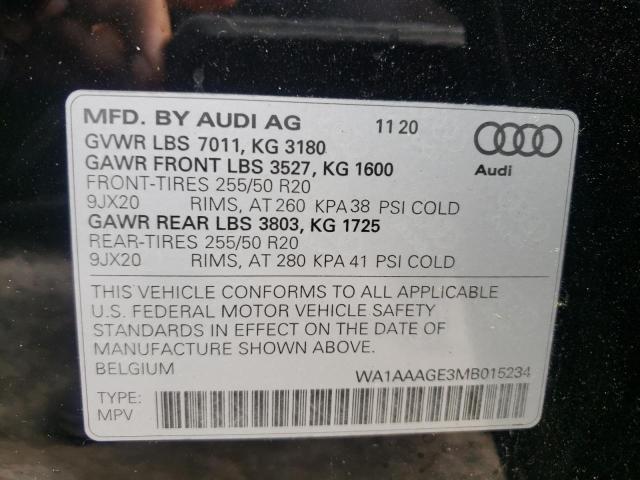 MFD. BY AUDI AG 11 20
GVWR LBS 7011, KG 3180
GAWR FRONT LBS 3527, KG 1600
Audi
FRONT-TIRES 255/50 R20
9JX20 RIMS, AT 260 KPA 38 PSI COLD
GAWR REAR LBS 3803, KG 1725
REAR-TIRES 255/50 R20
9JX20 RIMS, AT 280 KPA 41 PSI COLD
THIS VEHICLE CONFORMS TO ALL APPLICABLE
U.S. FEDERAL MOTOR VEHICLE SAFETY
STANDARDS IN EFFECT ON THE DATE OF
MANUFACTURE SHOWN ABOVE.
BELGIUM WA1AAAGE3MB015234
TYPE:
MPV